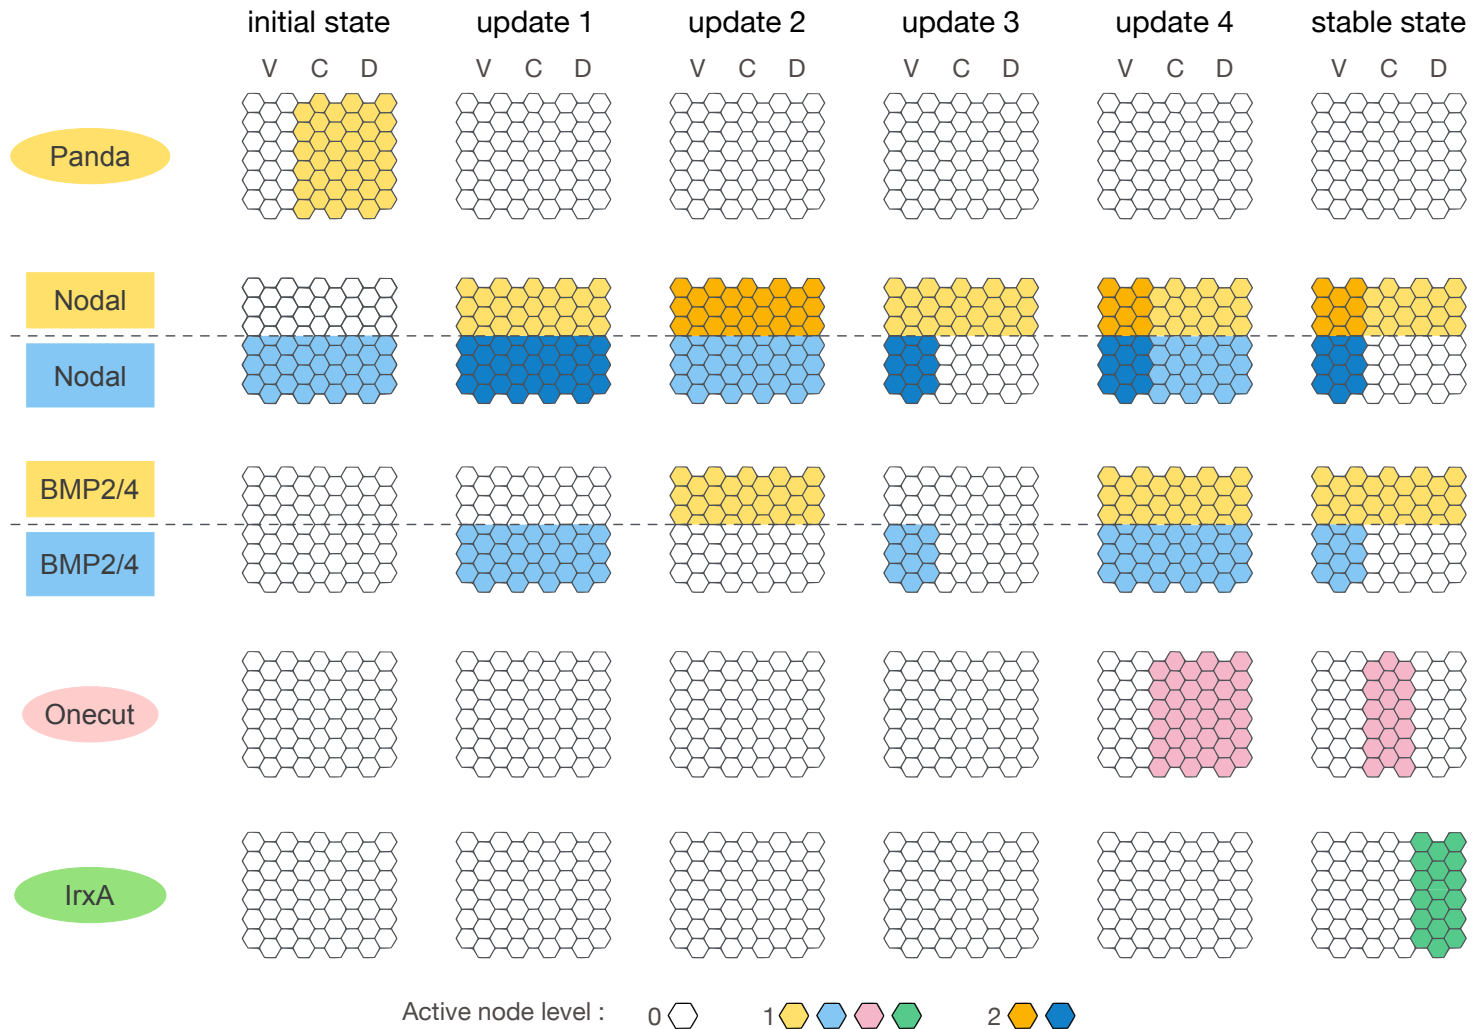 initial state update 1 update 2 update 3 update 4 stable state
V C D V C D V C D V C D V C D V C D
Panda
Nodal
Nodal
BMP2/4
BMP2/4
Onecut
IrxA
Active node level : 0 1 2